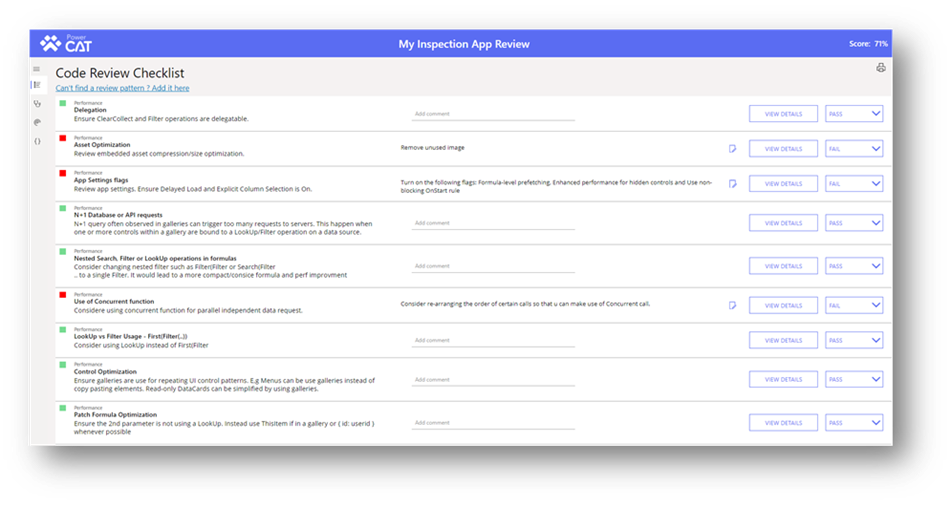 Power
CAT
My Inspection App Review
Score: 71%
Code Review Checklist
Can't find a review pattern ? Add it here
Performance
Delegation
Ensure ClearCollect and Filter operations are delegatable.
Add comment
VIEW DETAILS
PASS
Performance
Asset Optimization
Review embedded asset compression/size optimization.
Remove unused image
VIEW DETAILS
FAIL
Performance
App Settings flags
Review app settings. Ensure Delayed Load and Explicit Column Selection is On.
Turn on the following flags: Formula-level prefetching, Enhanced performance for hidden controls and Use non-
blocking OnStart rule
VIEW DETAILS
FAIL
Performance
N+1 Database or API requests
N+1 query often observed in galleries can trigger too many requests to servers. This happen when
one or more controls within a gallery are bound to a LookUp/Filter operation on a data source.
Add comment
VIEW DETAILS
PASS
Performance
Nested Search, Filter or LookUp operations in formulas
Consider changing nested filter such as Filter(Filter or Search(Filter
.. to a single Filter. It would lead to a more compact/consice formula and perf improvment
Add comment
VIEW DETAILS
PASS
Performance
Use of Concurrent function
Considere using concurrent function for parallel independent data request.
Consider re-arranging the order of certain calls so that u can make use of Concurrent call.
VIEW DETAILS
FAIL
Performance
LookUp vs Filter Usage - First(Filter(..))
Consider using LookUp instead of First(Filter
Add comment
VIEW DETAILS
PASS
Performance
Control Optimization
Ensure galleries are use for repeating UI control patterns. E.g Menus can be use galleries instead of
copy pasting elements. Read-only DataCards can be simplified by using galleries.
Add comment
VIEW DETAILS
PASS
Performance
Patch Formula Optimization
Ensure the 2nd parameter is not using a LookUp. Instead use ThisItem if in a gallery or { id: userid }
whenever possible
Add comment
VIEW DETAILS
PASS